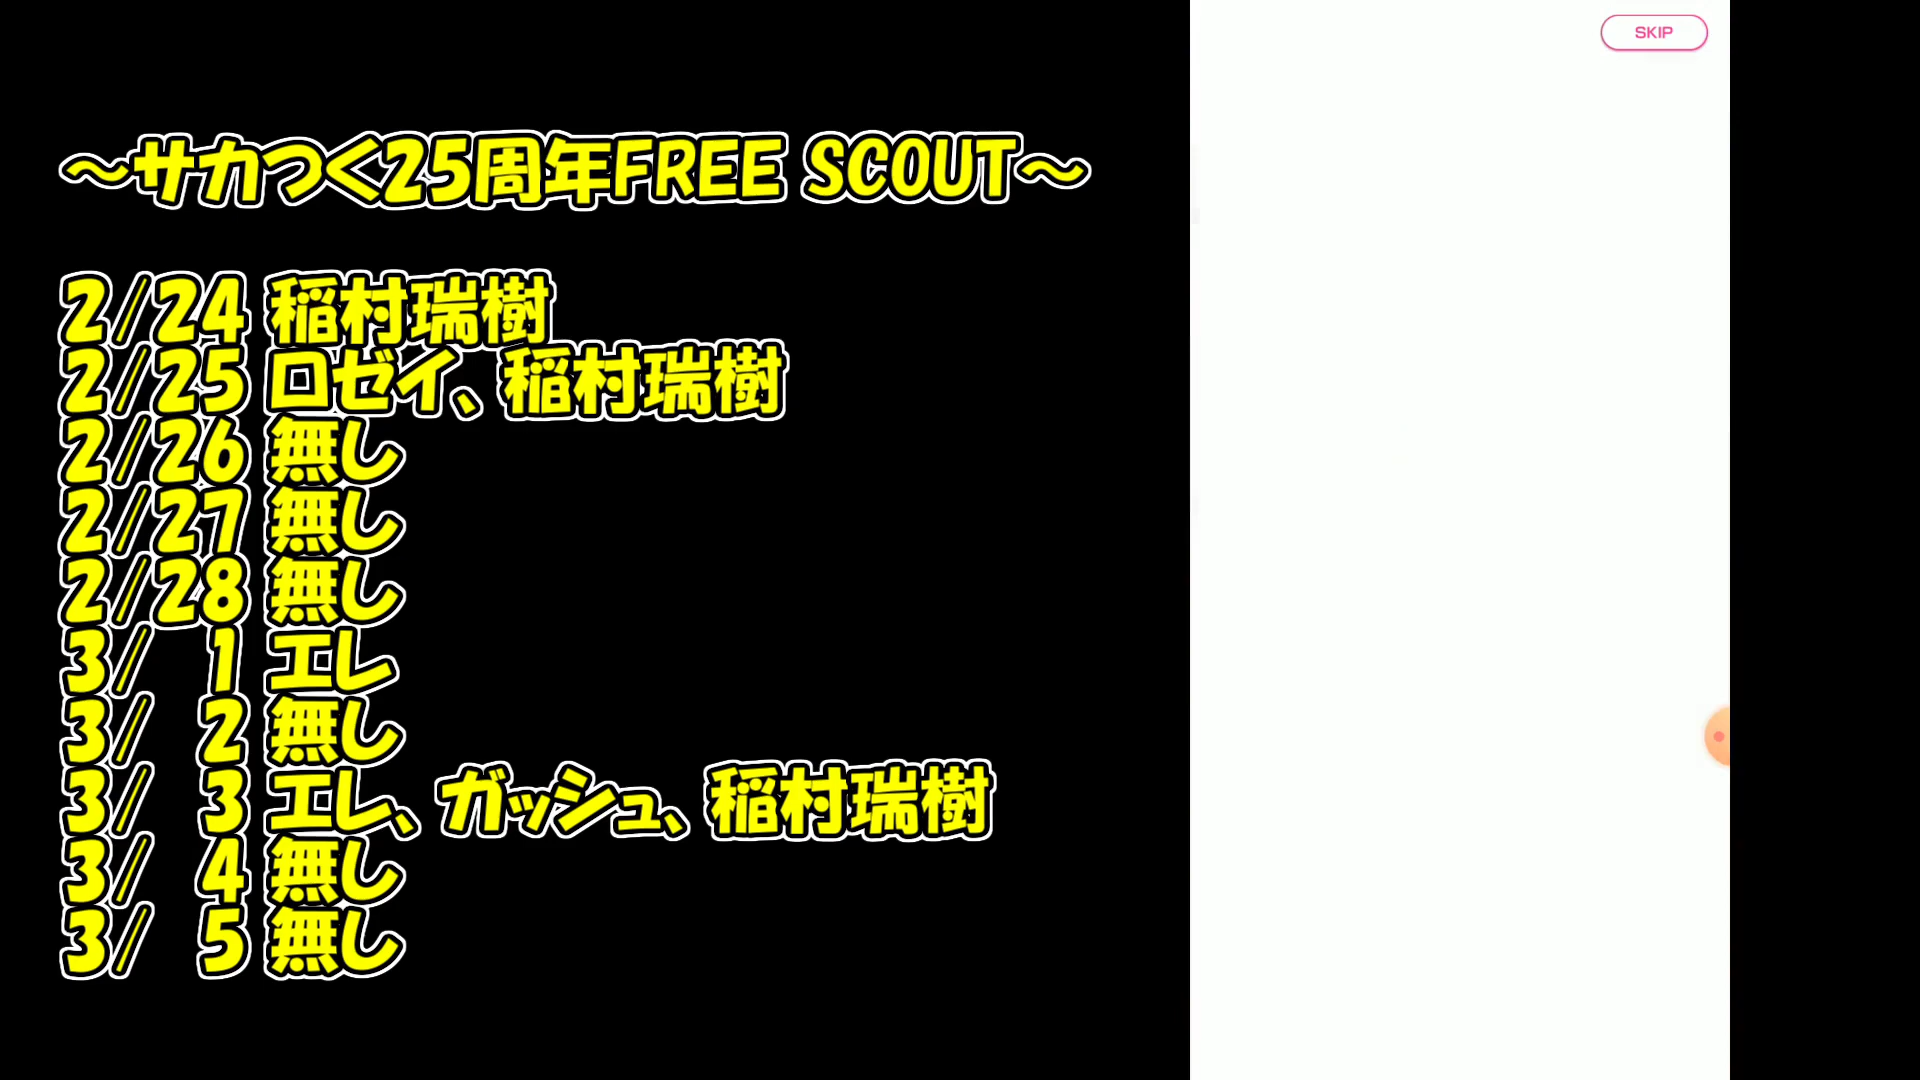 ～サカつく25周年FREE SCOUT～
SKIP
2/24 稲村瑞樹
2/25 ロゼイ、稲村瑞樹
2/26 無し
2/27 無し
2/28 無し
3/ 1 エレ
3/ 2 無し
3/ 3 エレ、ガッシュ、稲村瑞樹
3/ 4 無し
3/ 5 無し